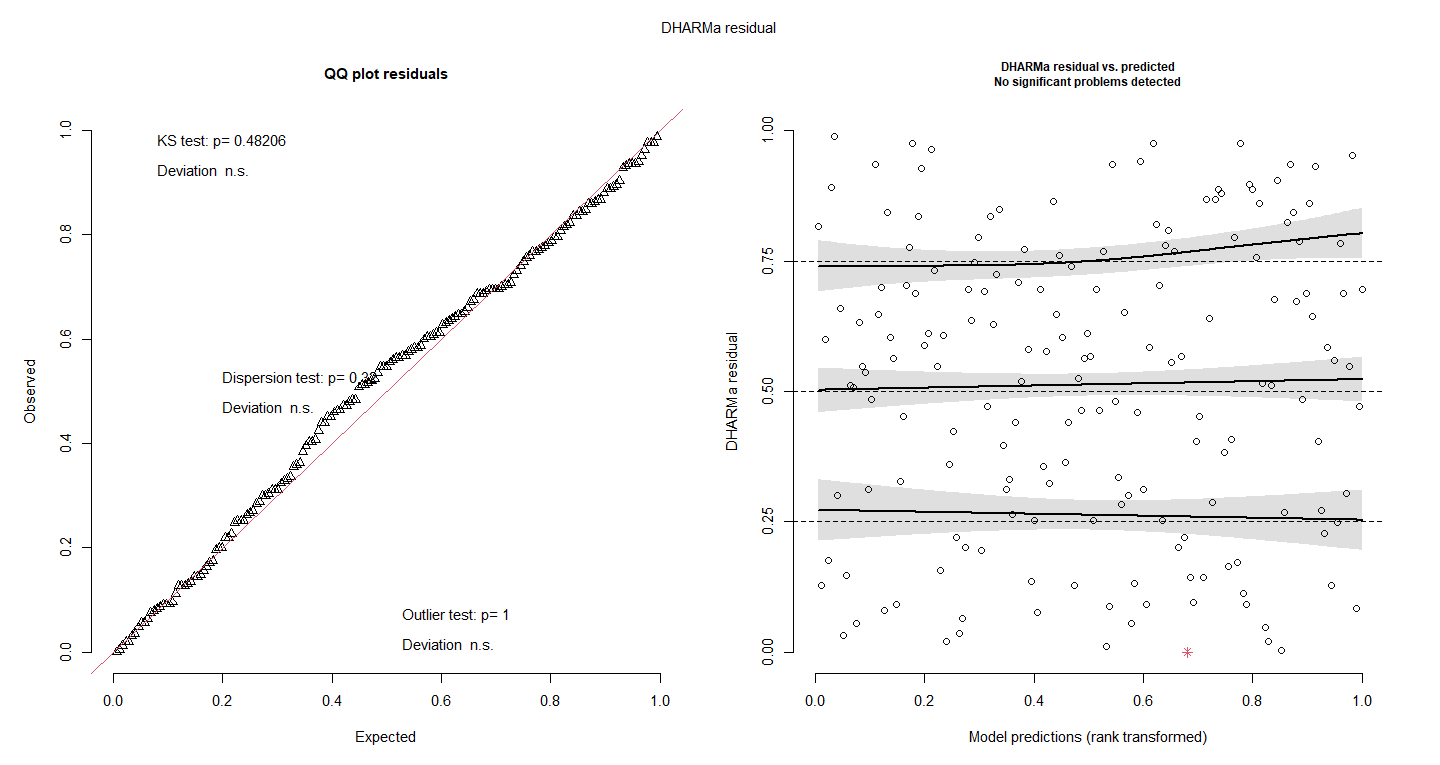 DHARMa residual
QQ plot residuals
KS test: p= 0.48206
Deviation n.s.
Dispersion test: p=
Deviation n.s.
Outlier test: p= 1
Deviation n.s.
Observed
0.0 0.2 0.4 0.6 0.8 1.0
0.0 0.2 0.4 0.6 0.8 1.0
Expected
DHARMa residual vs. predicted
No significant problems detected
DHARMa residual
0.00 0.25 0.50 0.75 1.00
0.0 0.2 0.4 0.6 0.8 1.0
Model predictions (rank transformed)